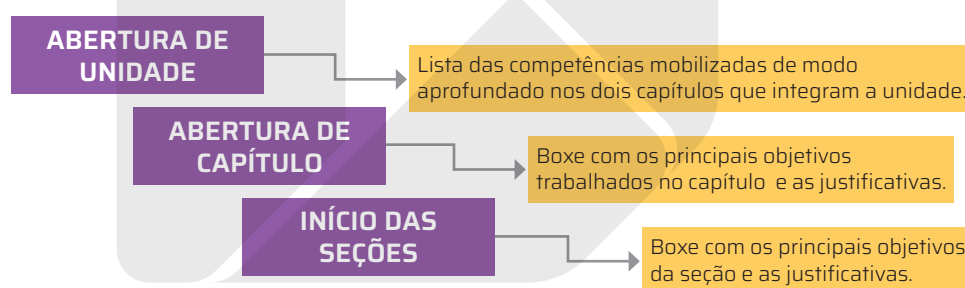 ABERTURA DE
UNIDADE
Lista das competências mobilizadas de modo
aprofundado nos dois capítulos que integram a unidade.
ABERTURA DE
CAPÍTULO
Boxe com os principais objetivos
trabalhados no capítulo e as justificativas.
INÍCIO DAS
SEÇÕES
Boxe com os principais objetivos
da seção e as justificativas.